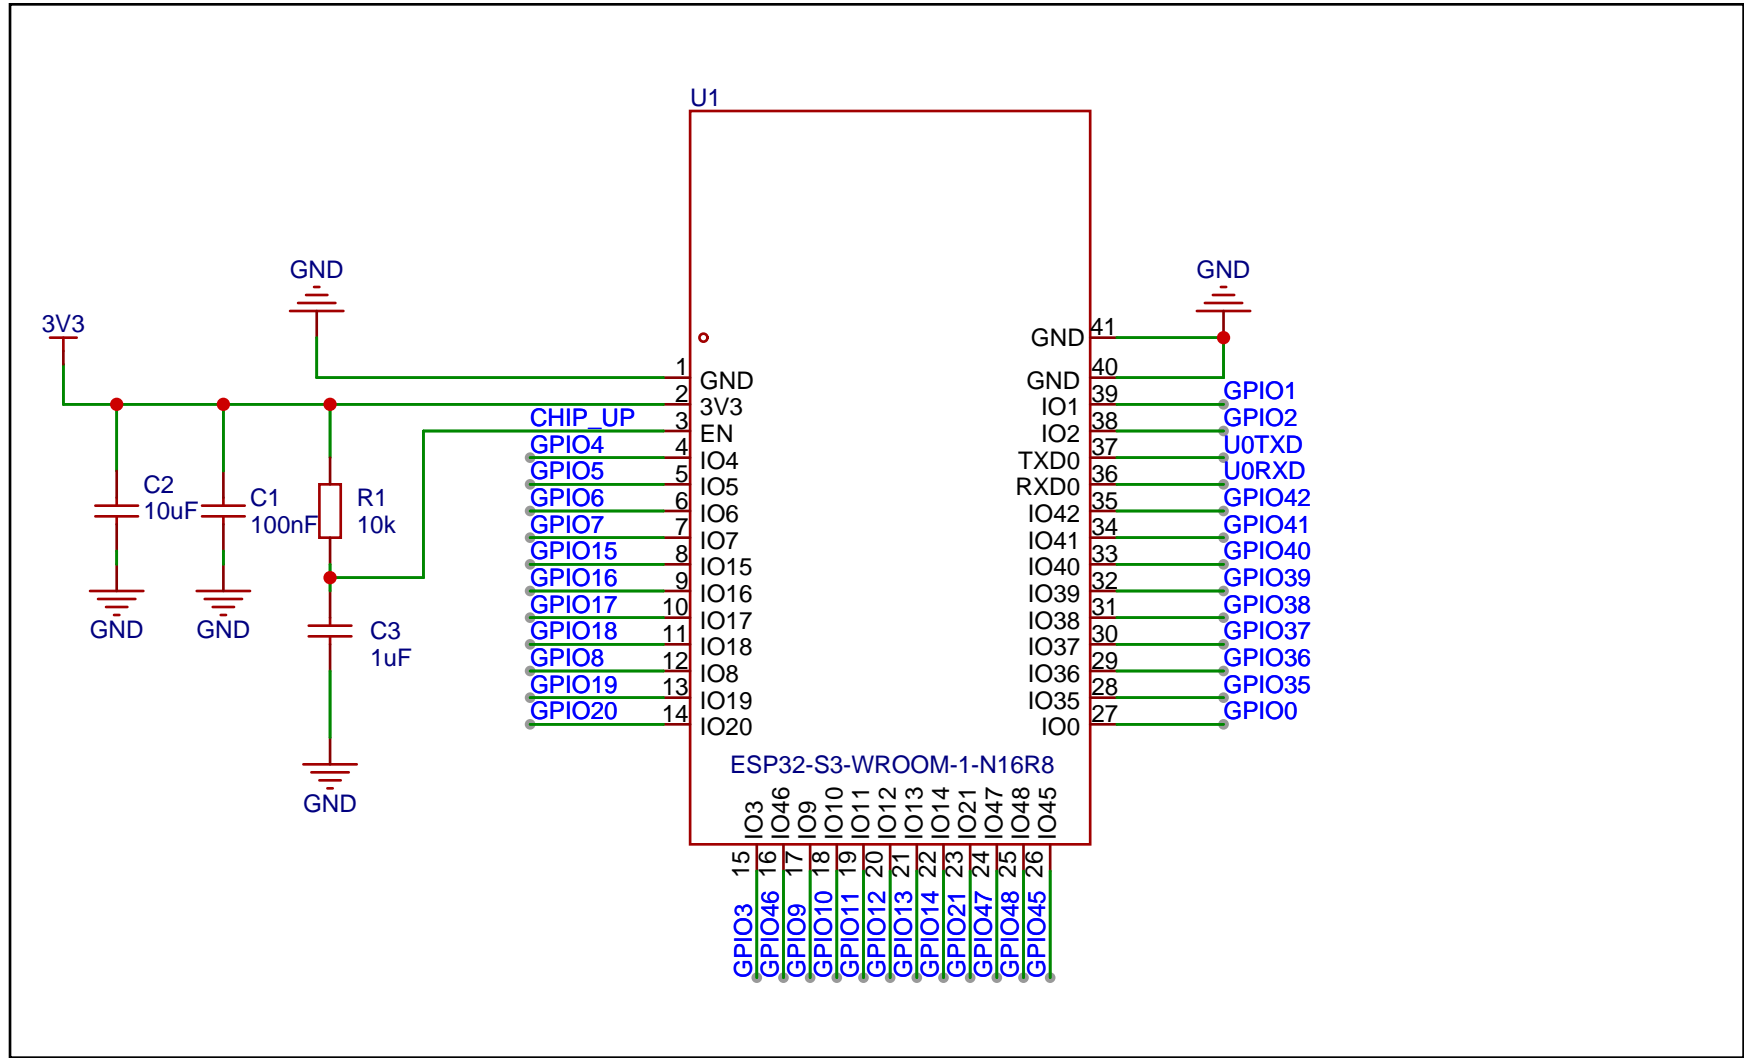 U1
GND
GND
3V3
41
GND
1
GND
40
GND
2
3V3
39
IO1
GPIO1
CHIP_UP
3
EN
38
IO2
GPIO2
GPIO4
4
IO4
37
TXD0
U0TXD
GPIO5
5
IO5
36
RXD0
U0RXD
GPIO6
6
IO6
35
IO42
GPIO42
GPIO7
7
IO7
34
IO41
GPIO41
GPIO15
8
IO15
33
IO40
GPIO40
GPIO16
9
IO16
32
IO39
GPIO39
GPIO17
10
IO17
31
IO38
GPIO38
GPIO18
11
IO18
30
IO37
GPIO37
GPIO8
12
IO8
29
IO36
GPIO36
GPIO19
13
IO19
28
IO35
GPIO35
GPIO20
14
IO20
27
IO0
GPIO0
C2
10uF
C1
100nF
R1
10k
GND
GND
C3
1uF
GND
ESP32-S3-WROOM-1-N16R8
IO3
IO46
IO9
IO10
IO11
IO12
IO13
IO14
IO21
IO47
IO48
IO45
15
16
17
18
19
20
21
22
23
24
25
26
GPIO3
GPIO46
GPIO9
GPIO10
GPIO11
GPIO12
GPIO13
GPIO14
GPIO21
GPIO47
GPIO48
GPIO45